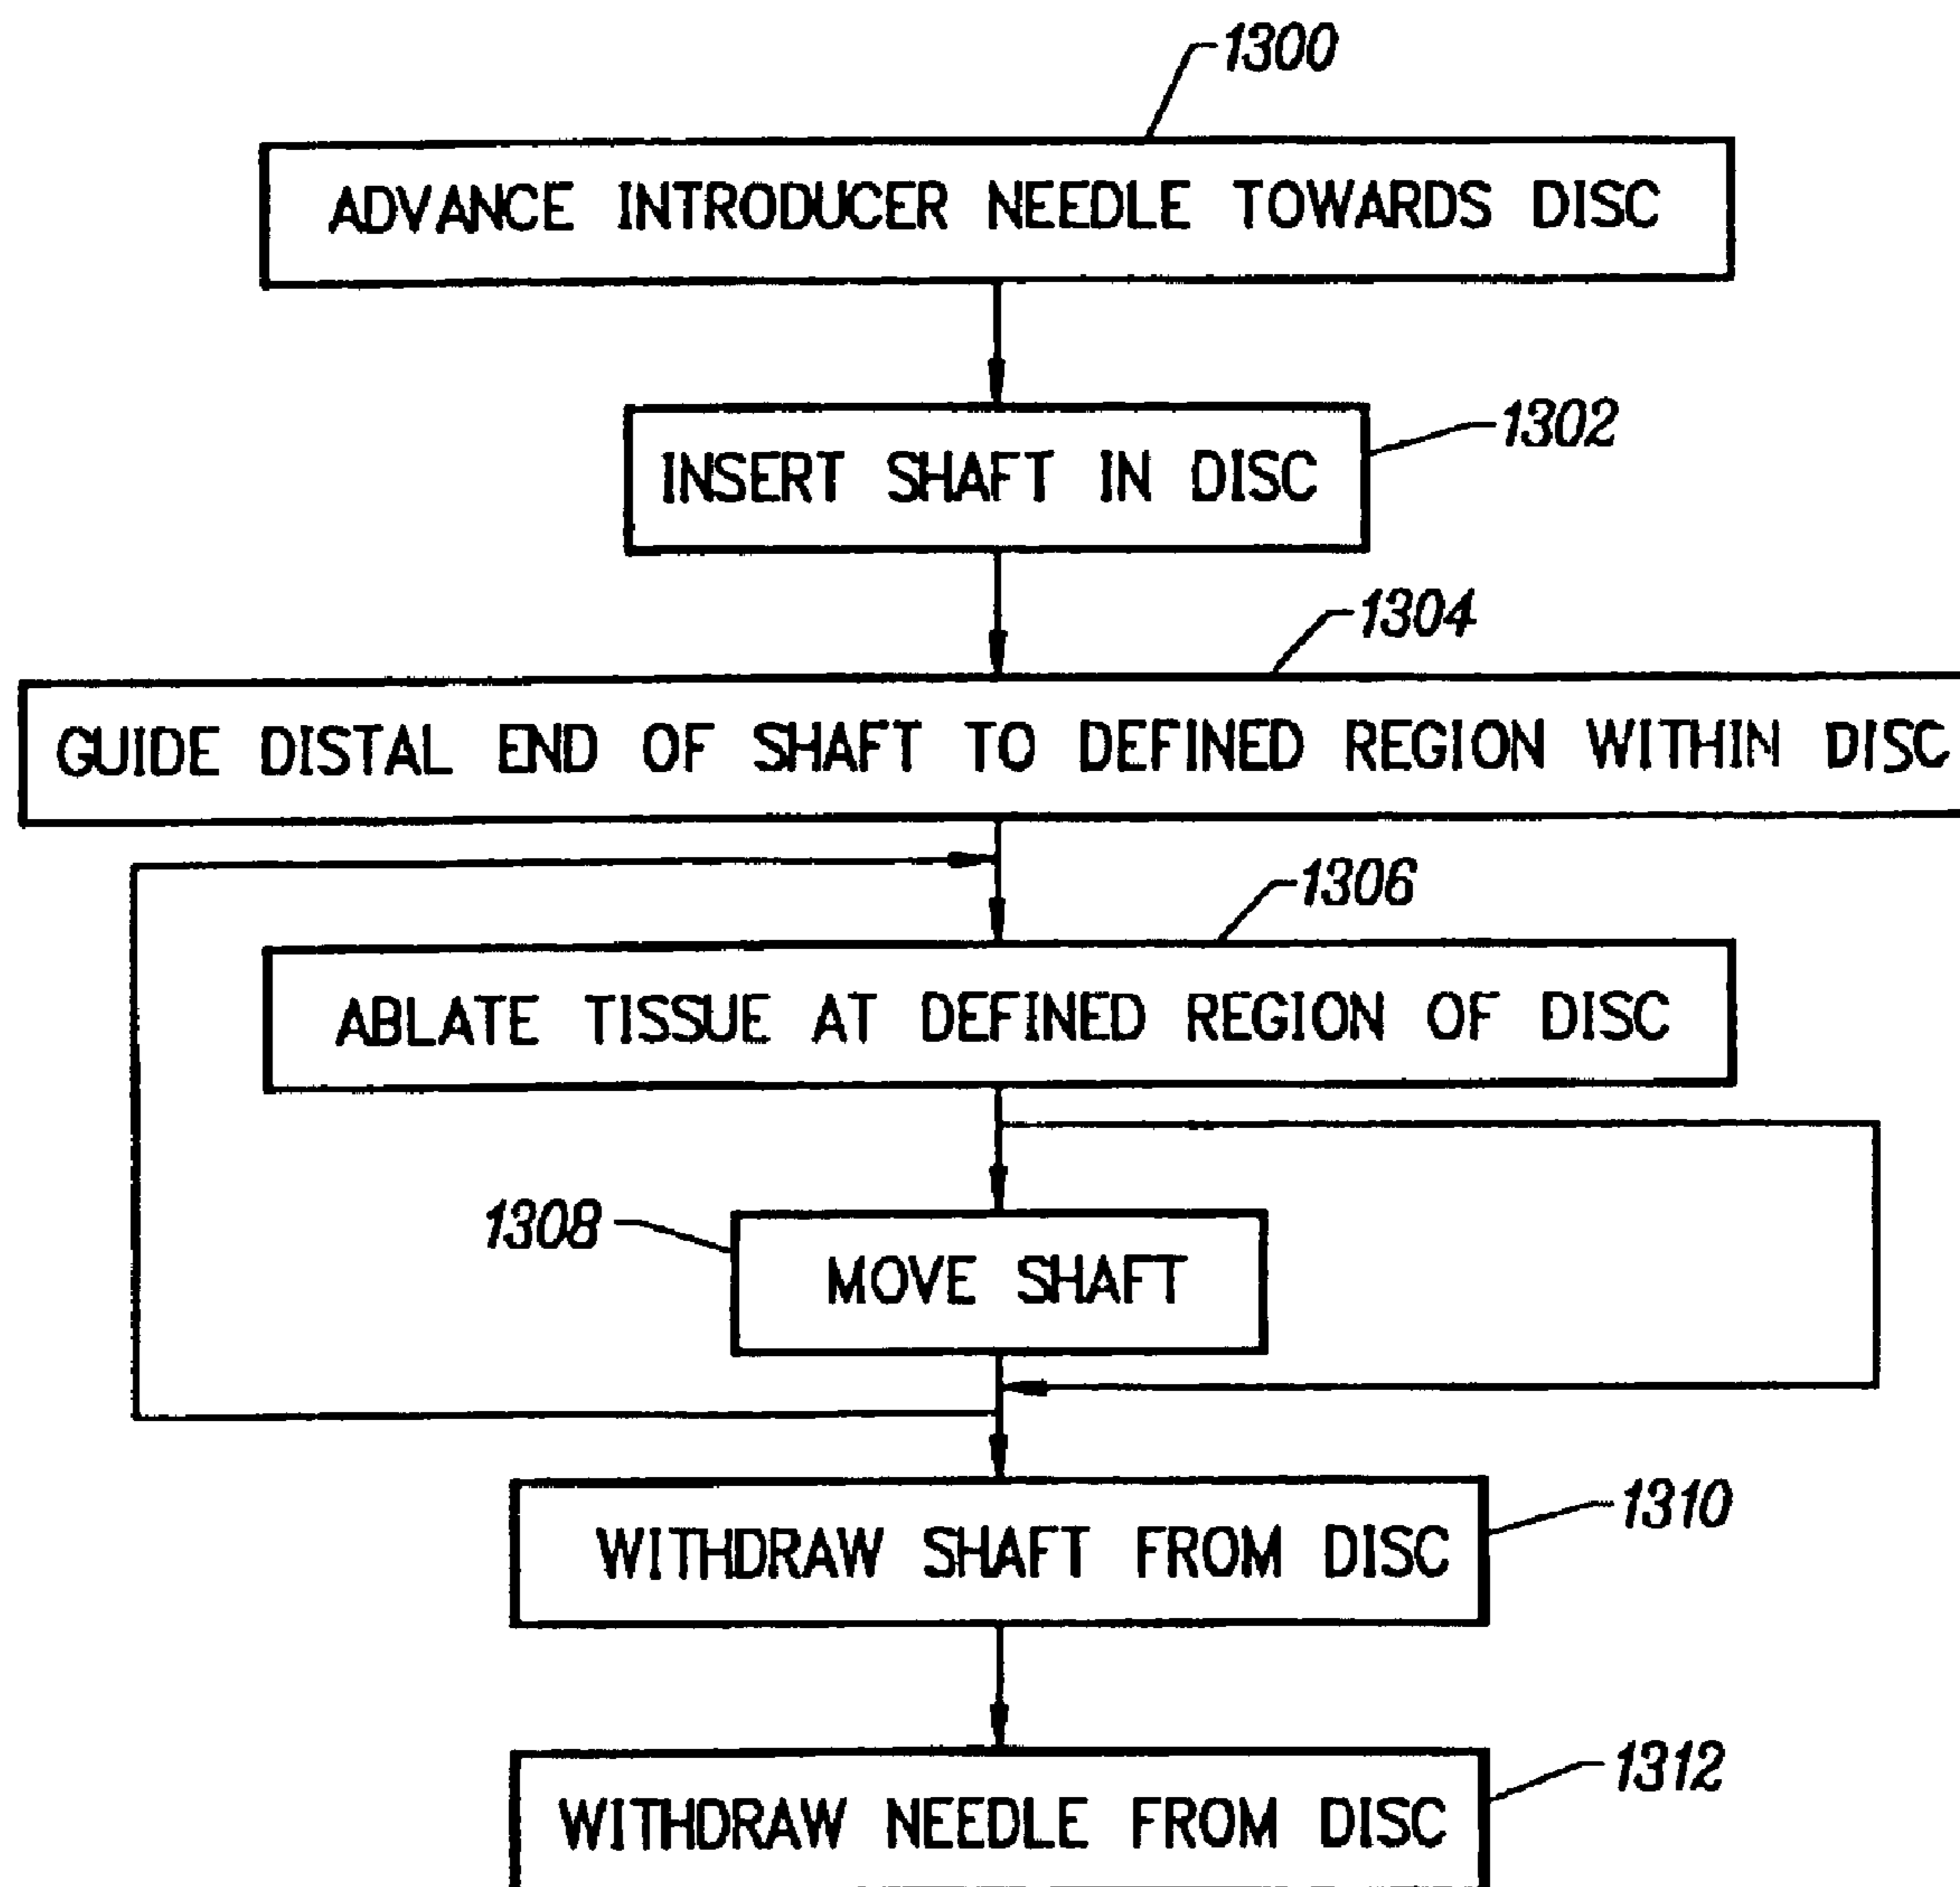 1300
ADVANCE INTRODUCER NEEDLE TOWARDS DISC
1302
INSERT SHAFT IN DISC
1304
GUIDE DISTAL END OF SHAFT TO DEFINED REGION WITHIN DISC
1306
ABLATE TISSUE AT DEFINED REGION OF DISC
1308
MOVE SHAFT
1310
WITHDRAW SHAFT FROM DISC
1312
WITHDRAW NEEDLE FROM DISC